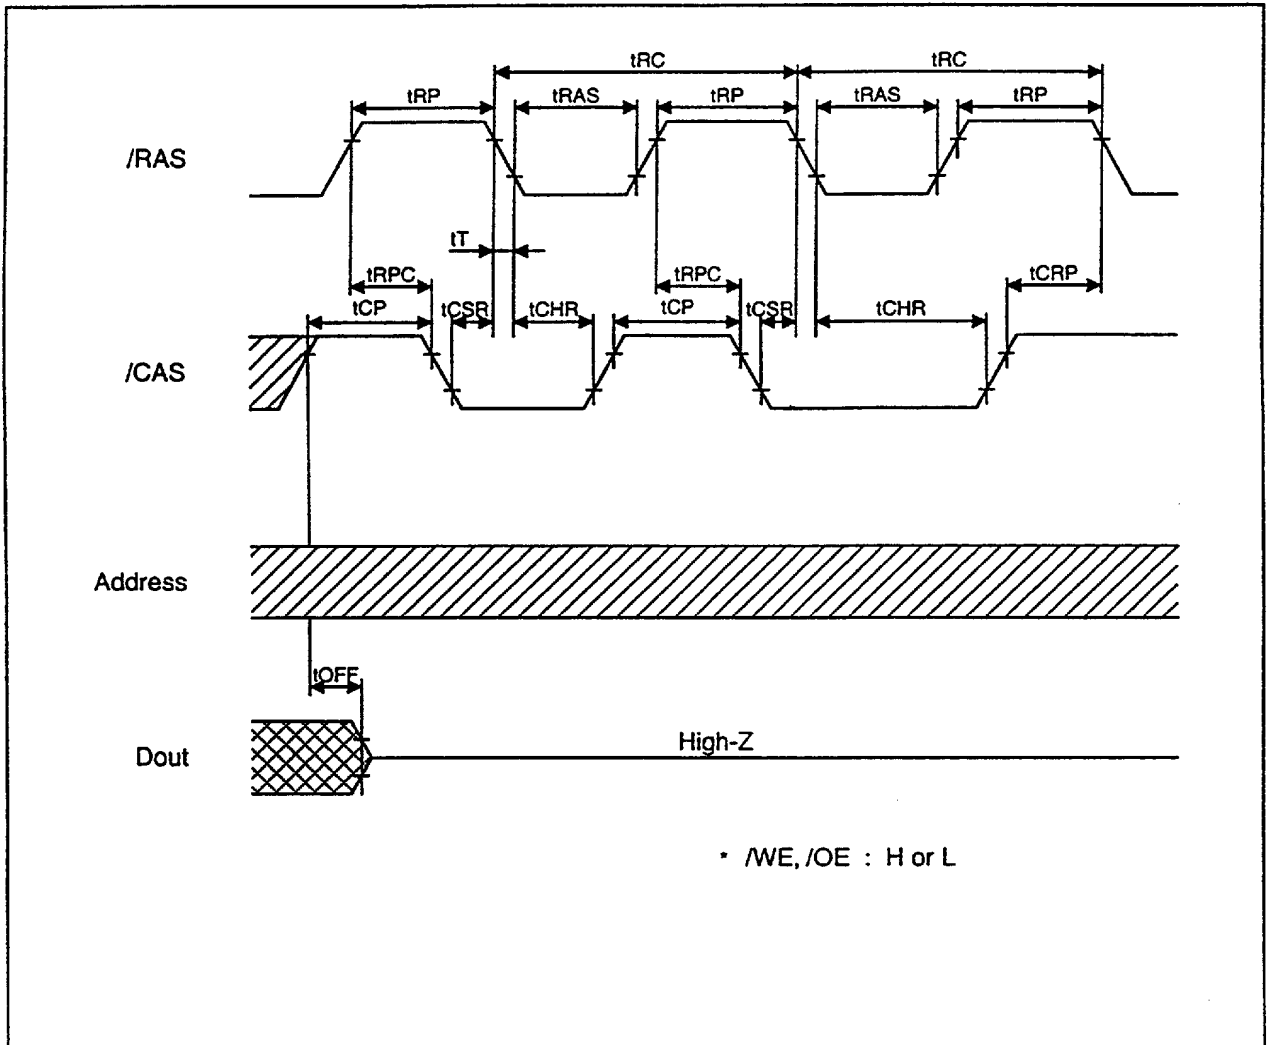 tRC tRC
tRP tRAS tRP tRAS tRP
/RAS
tT
tRPC tRPC tCRP
tCP tCSR tCHR tCP tCSR tCHR
/CAS
Address
tOFF
Dout
High-Z
* /WE, /OE : H or L